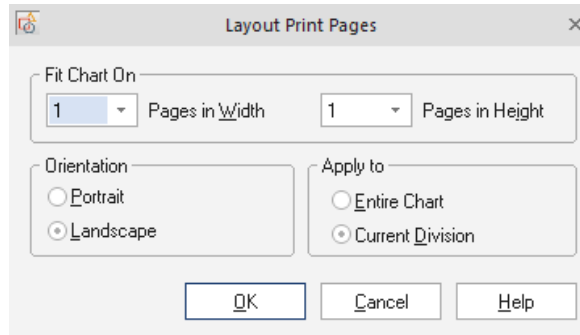 Layout Print Pages
Fit Chart On
1 Pages in Width 1 Pages in Height
Orientation Apply to
Portrait Entire Chart
Landscape Current Division
OK Cancel Help